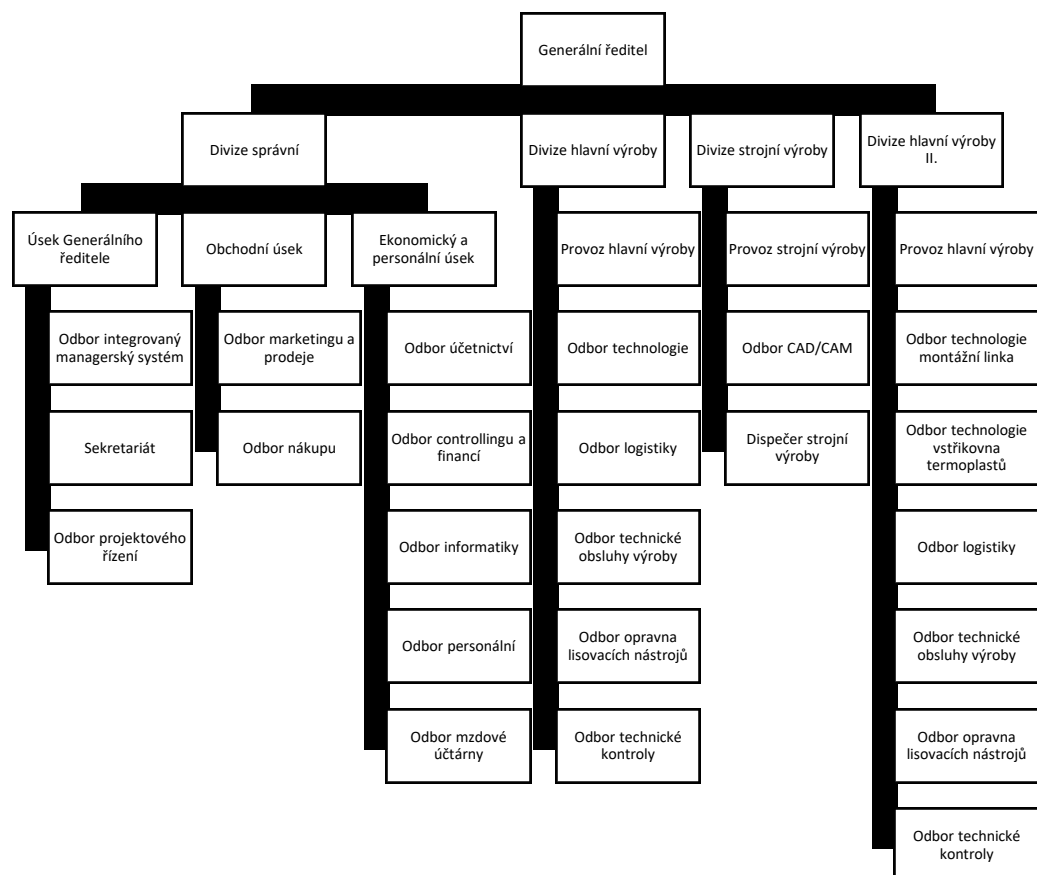 Generální ředitel
Divize správní
Divize hlavní výroby
Divize strojní výroby
Divize hlavní výroby
II.
Úsek Generálního
ředitele
Obchodní úsek
Ekonomický a
personální úsek
Provoz hlavní výroby
Provoz strojní výroby
Provoz hlavní výroby
Odbor integrovaný
managerský systém
Odbor marketingu a
prodeje
Odbor účetnictví
Odbor technologie
Odbor CAD/CAM
Odbor technologie
montážní linka
Sekretariát
Odbor nákupu
Odbor controllingu a
financí
Odbor logistiky
Dispečer strojní
výroby
Odbor technologie
vstřikovna
termoplastů
Odbor projektového
řízení
Odbor informatiky
Odbor technické
obsluhy výroby
Odbor logistiky
Odbor personální
Odbor opravna
lisovacích nástrojů
Odbor technické
obsluhy výroby
Odbor mzdové
účtárny
Odbor technické
kontroly
Odbor opravna
lisovacích nástrojů
Odbor technické
kontroly